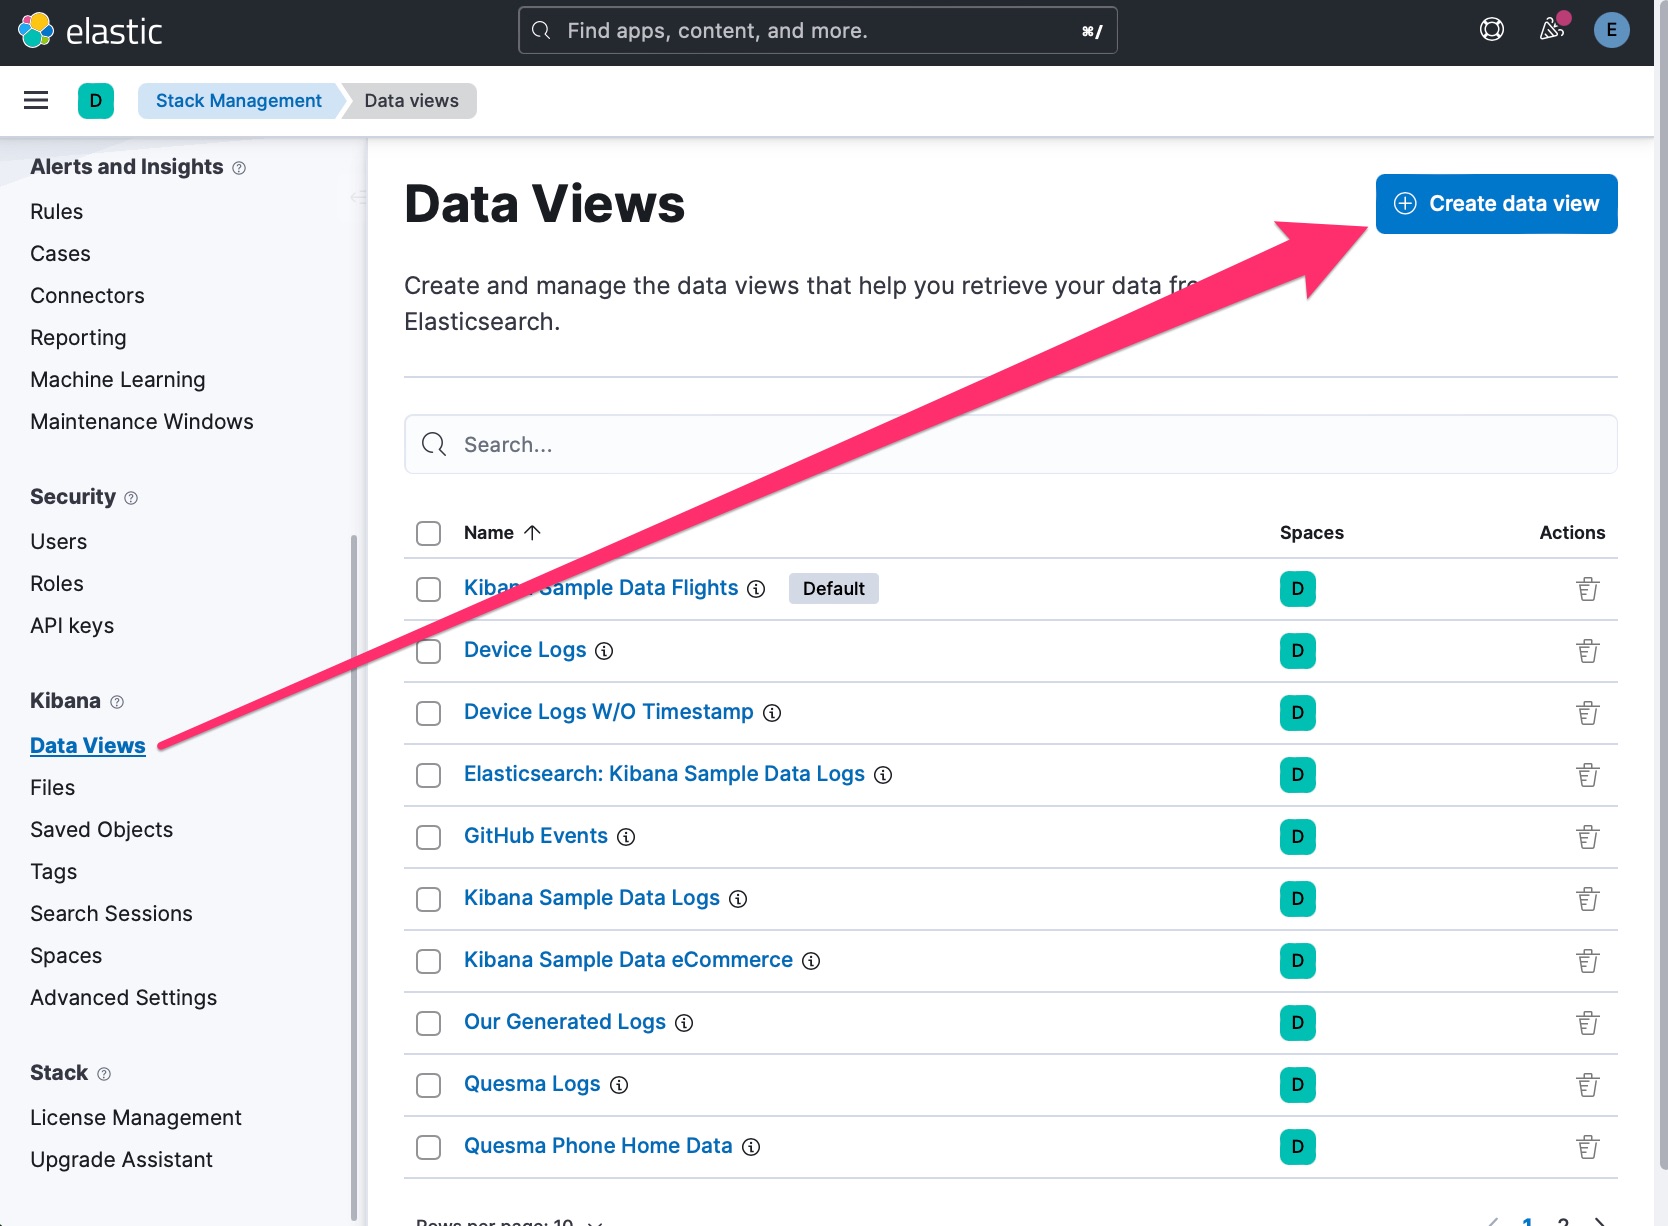 elastic
Find apps, content, and more.
⌘/
E
D
Stack Management
Data views
Alerts and Insights
Rules
Cases
Connectors
Reporting
Machine Learning
Maintenance Windows
Security
Users
Roles
API keys
Kibana
Data Views
Files
Saved Objects
Tags
Search Sessions
Spaces
Advanced Settings
Stack
License Management
Upgrade Assistant
Data Views
Create data view
Create and manage the data views that help you retrieve your data from
Elasticsearch.
Search...
Name
Spaces
Actions
Kibana Sample Data Flights Default D
Device Logs D
Device Logs W/O Timestamp D
Elasticsearch: Kibana Sample Data Logs D
GitHub Events D
Kibana Sample Data Logs D
Kibana Sample Data eCommerce D
Our Generated Logs D
Quesma Logs D
Quesma Phone Home Data D
Rows per page: 10
1 2